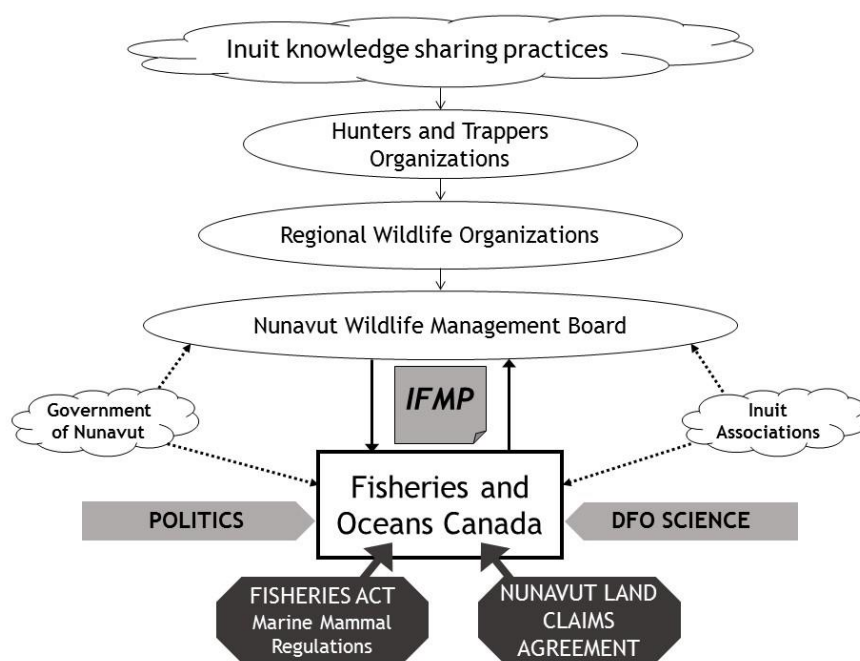 Inuit knowledge sharing practices
Hunters and Trappers
Organizations
Regional Wildlife Organizations
Nunavut Wildlife Management Board
IFMP
Government
of Nunavut
Inuit
Associations
Fisheries and
Oceans Canada
POLITICS
DFO SCIENCE
FISHERIES ACT
Marine Mammal
Regulations
NUNAVUT LAND
CLAIMS
AGREEMENT